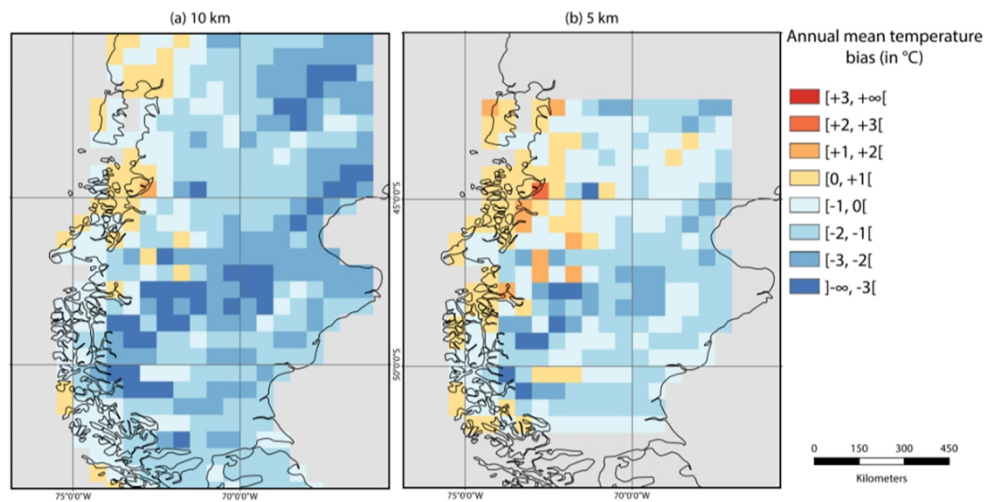 (a) 10 km
(b) 5 km
Annual mean temperature
bias (in °C)
[+3, +∞[
[+2, +3[
[+1, +2[
[0, +1[
[-1, 0[
[-2, -1[
[-3, -2[
]-∞, -3[
45°0'0"S
50°0'0"S
0 150 300 450
Kilometers
75°0'0"W 70°0'0"W 75°0'0"W 70°0'0"W